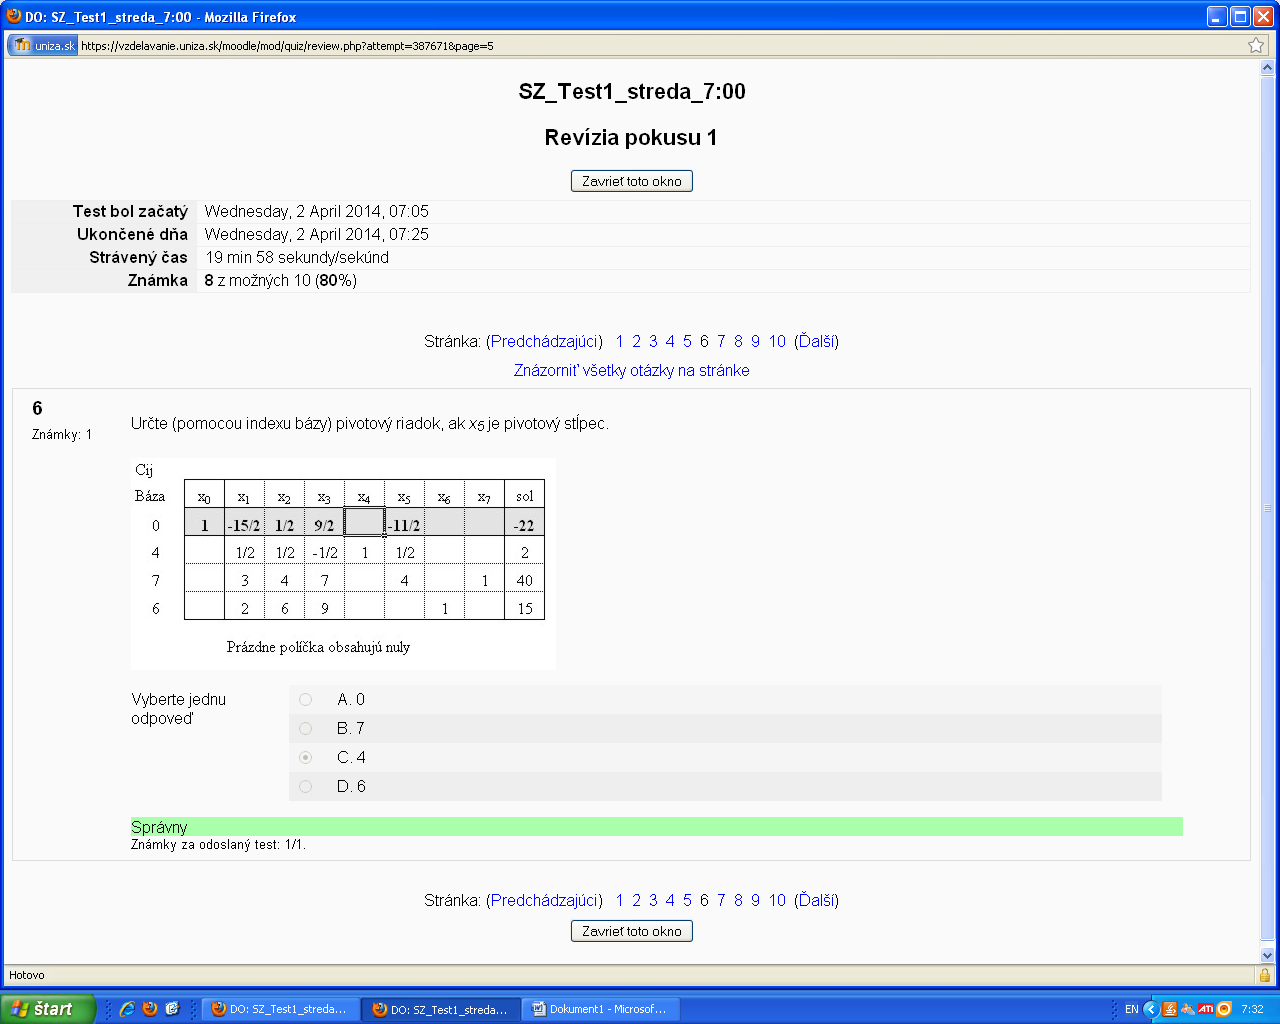 DO: SZ_Test1_streda_7:00 - Mozilla Firefox
uniza.sk https://vzdelavanie.uniza.sk/moodle/mod/quiz/review.php?attempt=387671&page=5
SZ_Test1_streda_7:00
Revízia pokusu 1
Zavrieť toto okno
Test bol začatý Wednesday, 2 April 2014, 07:05
Ukončené dňa Wednesday, 2 April 2014, 07:25
Strávený čas 19 min 58 sekundy/sekúnd
Známka 8 z možných 10 (80%)
Stránka: (Predchádzajúci) 1 2 3 4 5 6 7 8 9 10 (Ďalší)
Znázorniť všetky otázky na stránke
6
Známky: 1
Určte (pomocou indexu bázy) pivotový riadok, ak x5 je pivotový stĺpec.
Cij
Báza x0 x1 x2 x3 x4 x5 x6 x7 sol
0 1 -15/2 1/2 9/2 -11/2 -22
4 1/2 1/2 -1/2 1 1/2 2
7 3 4 7 4 1 40
6 2 6 9 1 15
Prázdne políčka obsahujú nuly
Vyberte jednu
odpoveď
A. 0
B. 7
C. 4
D. 6
Správny
Známky za odoslaný test: 1/1.
Stránka: (Predchádzajúci) 1 2 3 4 5 6 7 8 9 10 (Ďalší)
Zavrieť toto okno
Hotovo
štart DO: SZ_Test1_streda... DO: SZ_Test1_streda... Dokument1 - Microsof... EN ATI 7:32